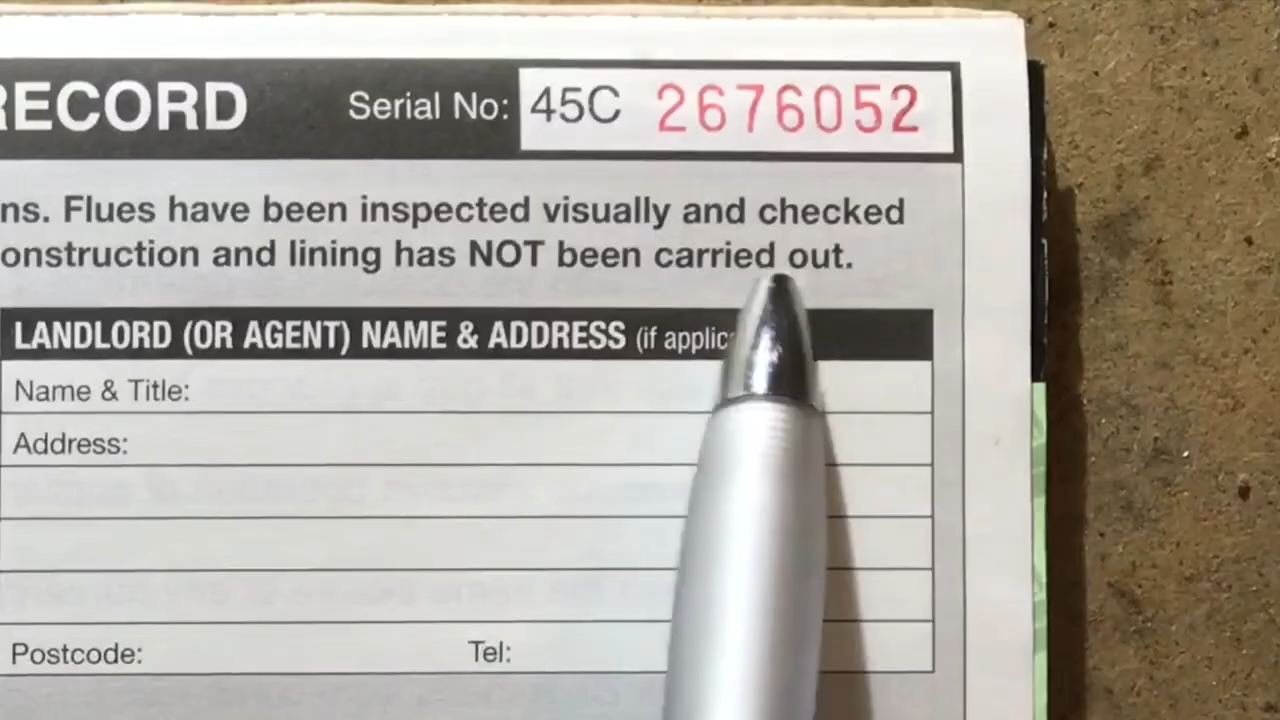 RECORD Serial No: 45C 2676052
ns. Flues have been inspected visually and checked
onstruction and lining has NOT been carried out.
LANDLORD (OR AGENT) NAME & ADDRESS (if applic
Name & Title:
Address:
Postcode: Tel: